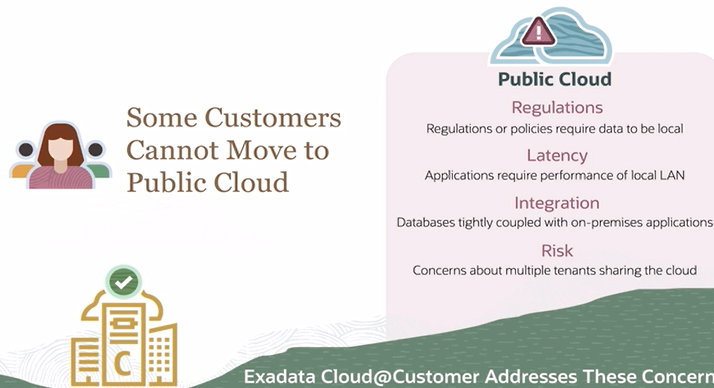 Some Customers
Cannot Move to
Public Cloud
Public Cloud
Regulations
Regulations or policies require data to be local
Latency
Applications require performance of local LAN
Integration
Databases tightly coupled with on-premises applications
Risk
Concerns about multiple tenants sharing the cloud
C
Exadata Cloud@Customer Addresses These Concern